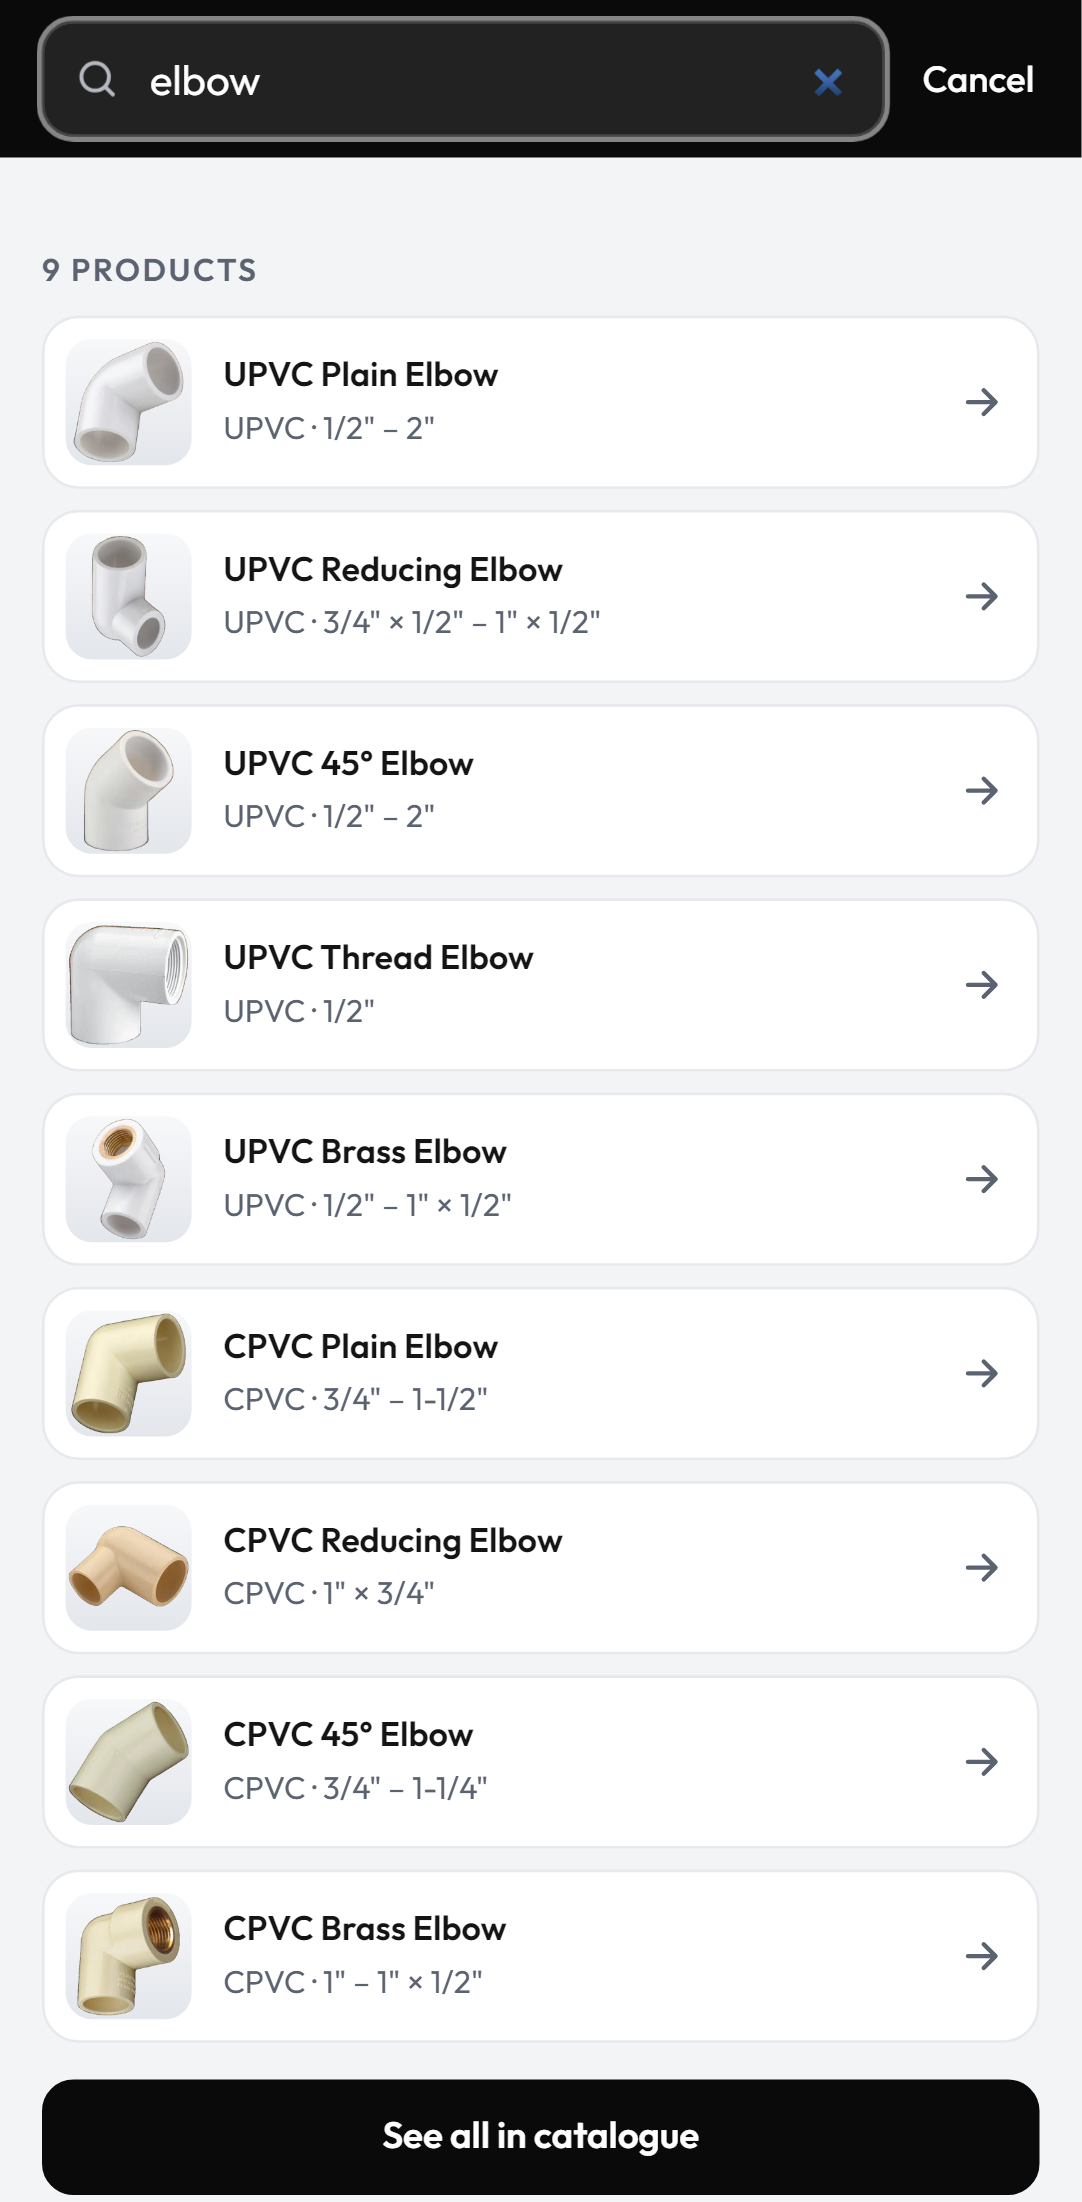 elbow
Cancel
9 PRODUCTS
UPVC Plain Elbow
UPVC · 1/2" – 2"
UPVC Reducing Elbow
UPVC · 3/4" × 1/2" – 1" × 1/2"
UPVC 45° Elbow
UPVC · 1/2" – 2"
UPVC Thread Elbow
UPVC · 1/2"
UPVC Brass Elbow
UPVC · 1/2" – 1" × 1/2"
CPVC Plain Elbow
CPVC · 3/4" – 1-1/2"
CPVC Reducing Elbow
CPVC · 1" × 3/4"
CPVC 45° Elbow
CPVC · 3/4" – 1-1/4"
CPVC Brass Elbow
CPVC · 1" – 1" × 1/2"
See all in catalogue